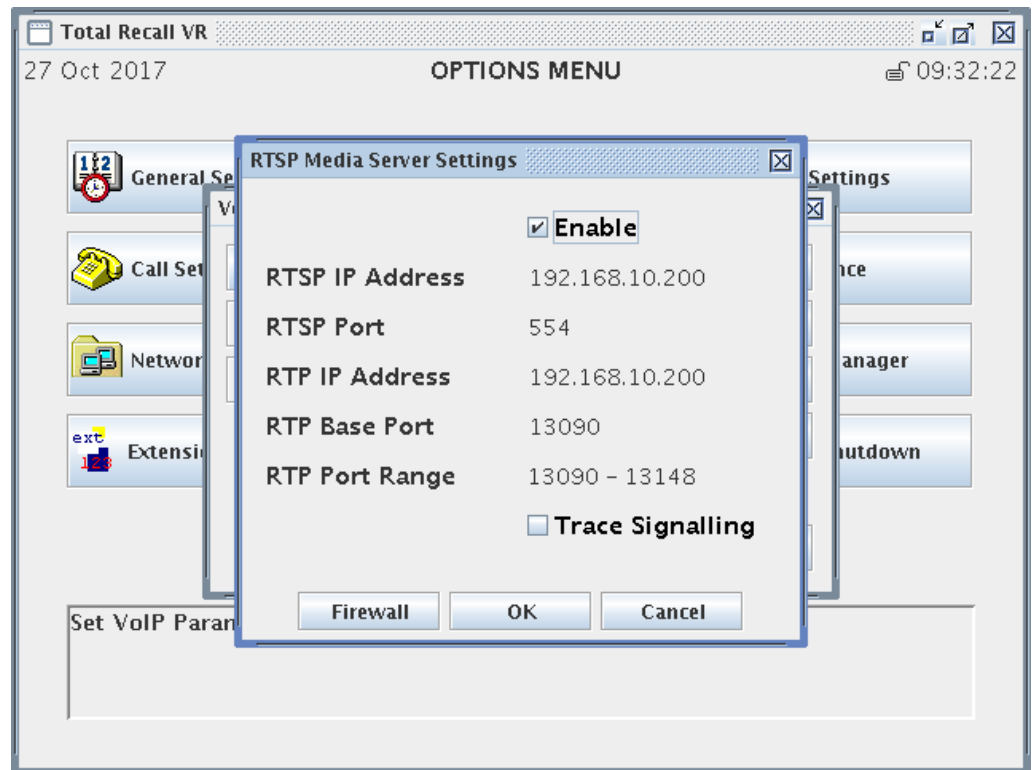 Total Recall VR
27 Oct 2017 OPTIONS MENU 09:32:22
RTSP Media Server Settings
General Se
Settings
V
Enable
Call Set
RTSP IP Address 192.168.10.200
nce
RTSP Port 554
Networ
RTP IP Address 192.168.10.200
anager
RTP Base Port 13090
ext
123
Extensi
RTP Port Range 13090 – 13148
utdown
Trace Signalling
Firewall OK Cancel
Set VoIP Param